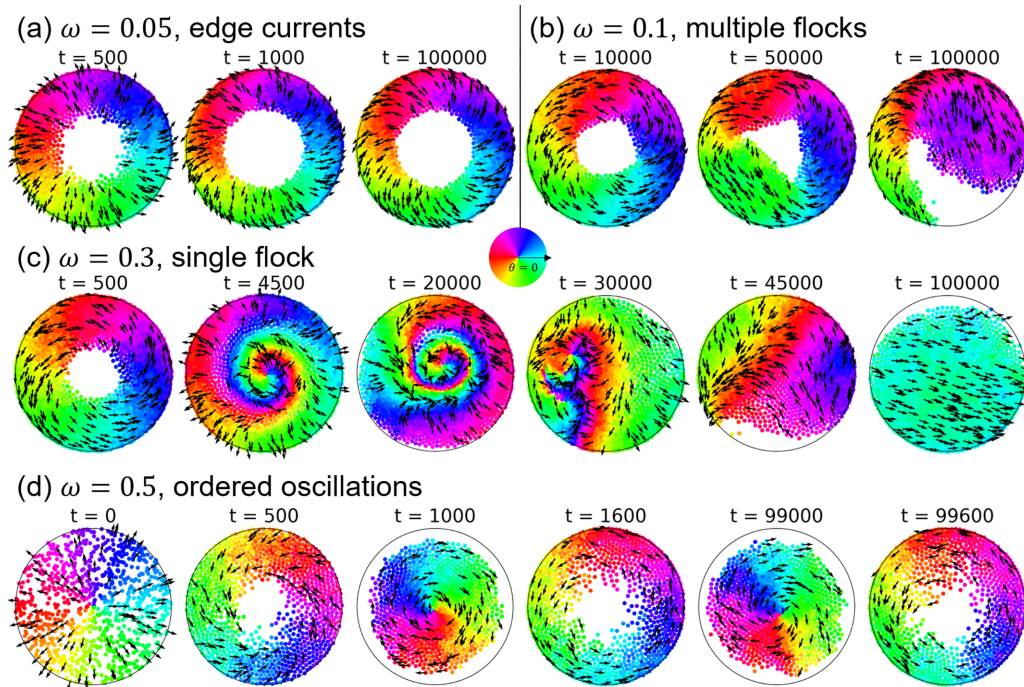 (a) ω = 0.05, edge currents
t = 500 t = 1000 t = 100000
(b) ω = 0.1, multiple flocks
t = 10000 t = 50000 t = 100000
θ = 0
(c) ω = 0.3, single flock
t = 500 t = 4500 t = 20000 t = 30000 t = 45000 t = 100000
(d) ω = 0.5, ordered oscillations
t = 0 t = 500 t = 1000 t = 1600 t = 99000 t = 99600